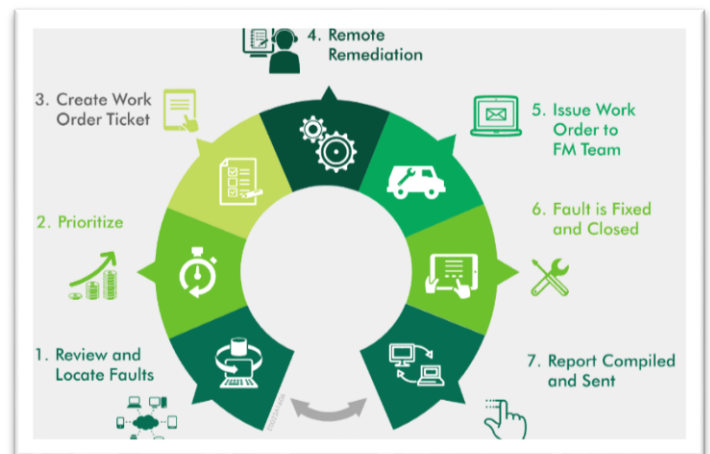 4. Remote
Remediation
3. Create Work
Order Ticket
5. Issue Work
Order to
FM Team
2. Prioritize
6. Fault is Fixed
and Closed
1. Review and
Locate Faults
7. Report Compiled
and Sent